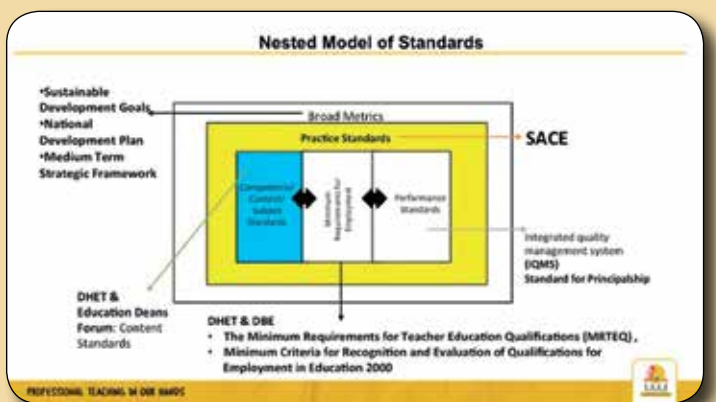 Nested Model of Standards
•Sustainable
Development Goals
•National
Development Plan
•Medium Term
Strategic Framework
Broad Metrics
Practice Standards
SACE
Competence/
Content/
Subject
Standards
Minimum
Requirements for
Employment
Performance
Standards
Integrated quality
management system
(IQMS)
Standard for Principalship
DHET &
Education Deans
Forum: Content
Standards
DHET & DBE
• The Minimum Requirements for Teacher Education Qualifications (MRTEQ) ,
• Minimum Criteria for Recognition and Evaluation of Qualifications for
Employment in Education 2000
PROFESSIONAL TEACHING IN OUR HANDS